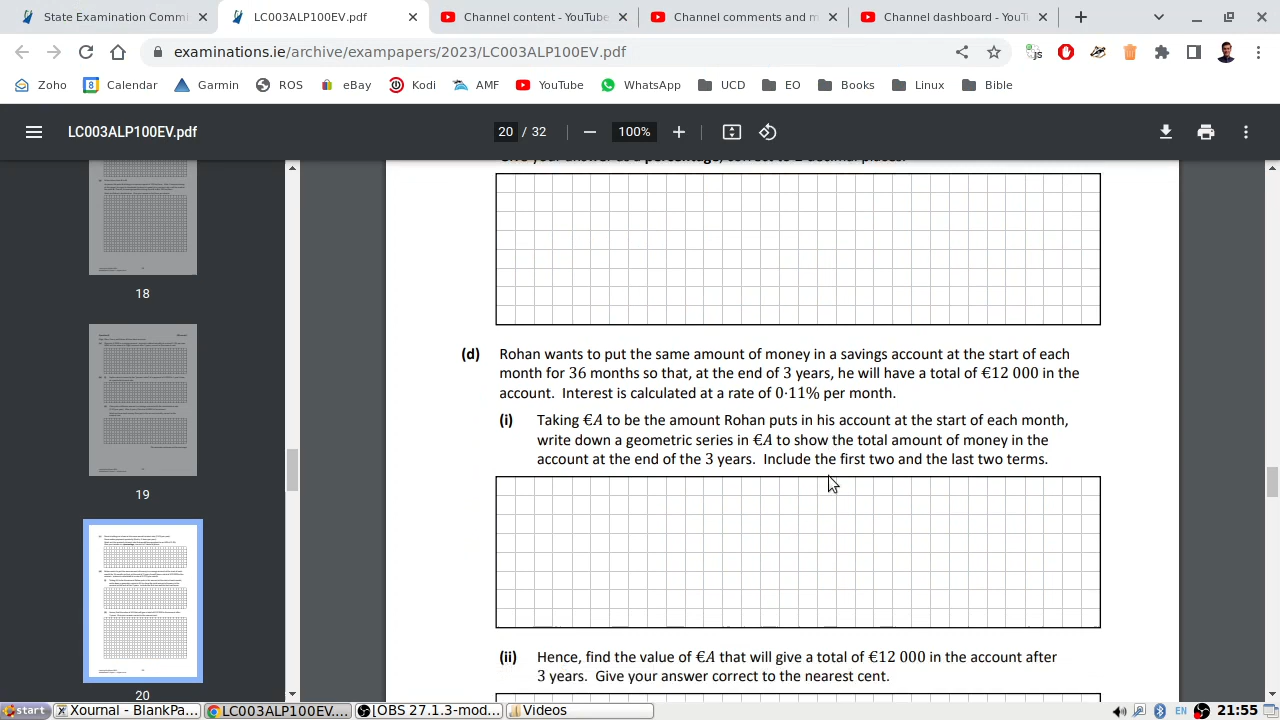 State Examination Commi
LC003ALP100EV.pdf
Channel content - YouTube
Channel comments and m
Channel dashboard - YouTu
examinations.ie/archive/exampapers/2023/LC003ALP100EV.pdf
Zoho
Calendar
Garmin
ROS
eBay
Kodi
AMF
YouTube
WhatsApp
UCD
EO
Books
Linux
Bible
LC003ALP100EV.pdf
20 / 32
100%
18
19
20
(d) Rohan wants to put the same amount of money in a savings account at the start of each
month for 36 months so that, at the end of 3 years, he will have a total of €12 000 in the
account. Interest is calculated at a rate of 0·11% per month.
(i) Taking €A to be the amount Rohan puts in his account at the start of each month,
write down a geometric series in €A to show the total amount of money in the
account at the end of the 3 years. Include the first two and the last two terms.
(ii) Hence, find the value of €A that will give a total of €12 000 in the account after
3 years. Give your answer correct to the nearest cent.
start
Xournal - BlankPa...
LC003ALP100EV.pdf...
[OBS 27.1.3-mod...
Videos
EN
21:55